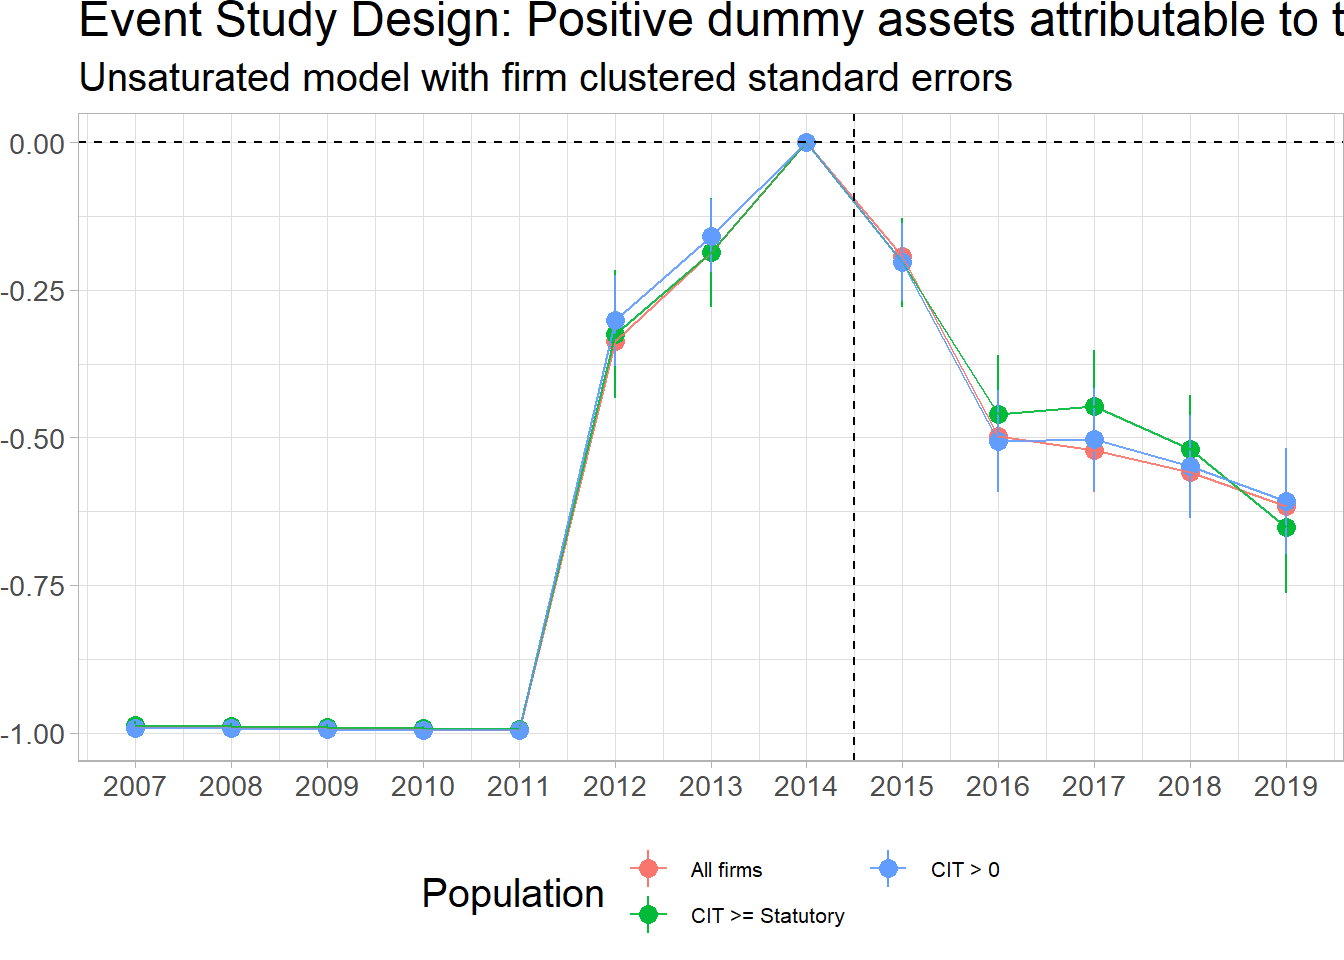 Event Study Design: Positive dummy assets attributable to t
Unsaturated model with firm clustered standard errors
0.00
-0.25
-0.50
-0.75
-1.00
2007 2008 2009 2010 2011 2012 2013 2014 2015 2016 2017 2018 2019
Population
All firms
CIT > 0
CIT >= Statutory